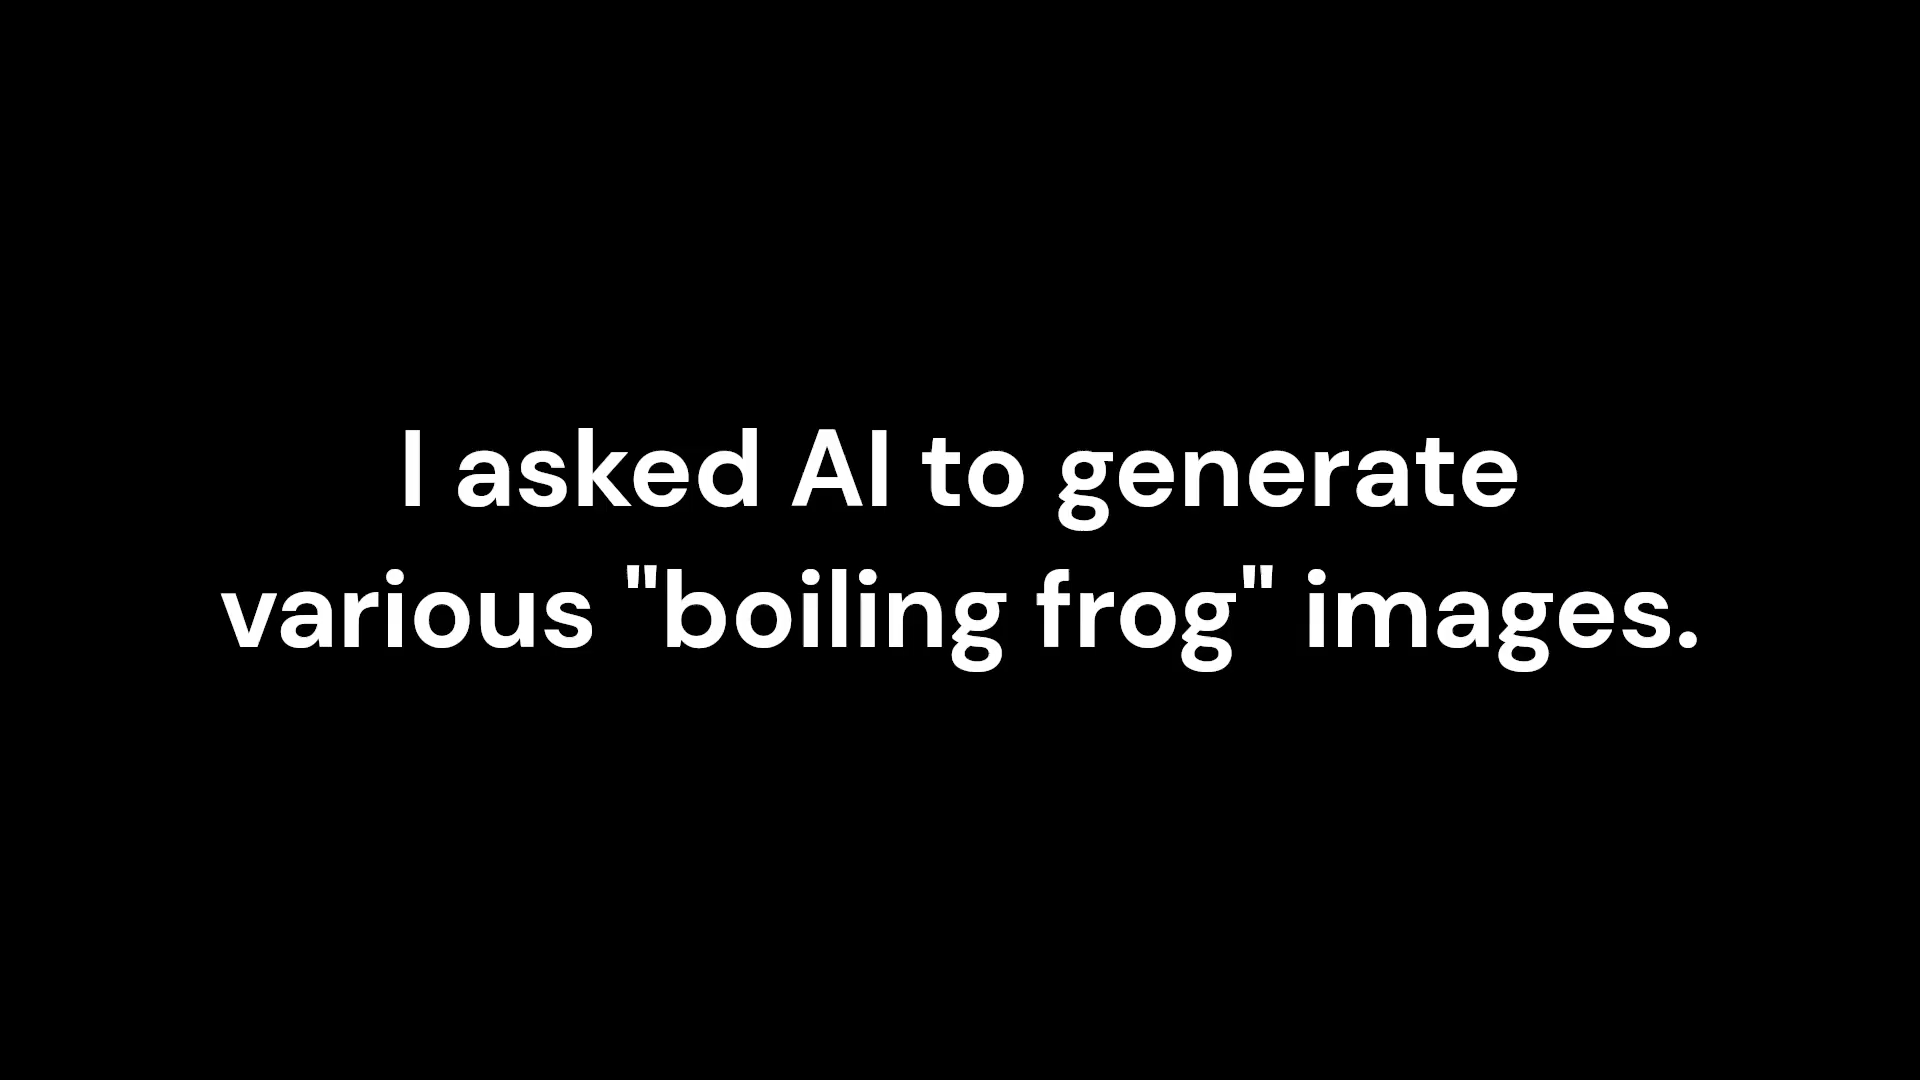 I asked AI to generate
various "boiling frog" images.